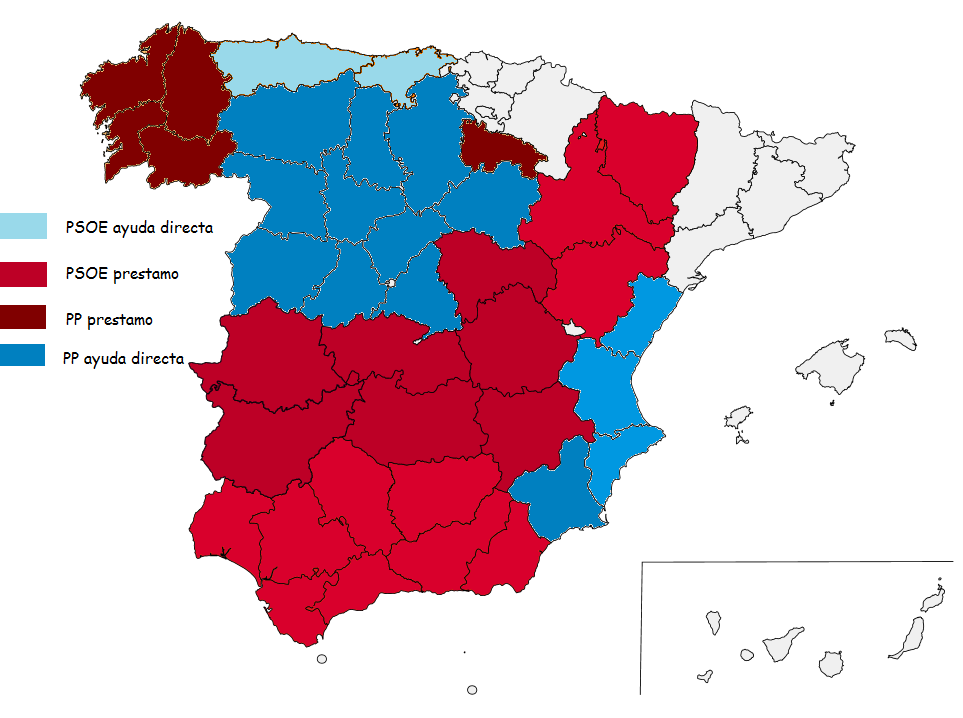 PSOE ayuda directa
PSOE prestamo
PP prestamo
PP ayuda directa